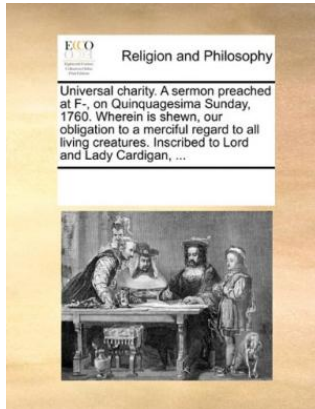 ECCO
Religion and Philosophy
Universal charity. A sermon preached
at F-, on Quinquagesima Sunday,
1760. Wherein is shewn, our
obligation to a merciful regard to all
living creatures. Inscribed to Lord
and Lady Cardigan, ...